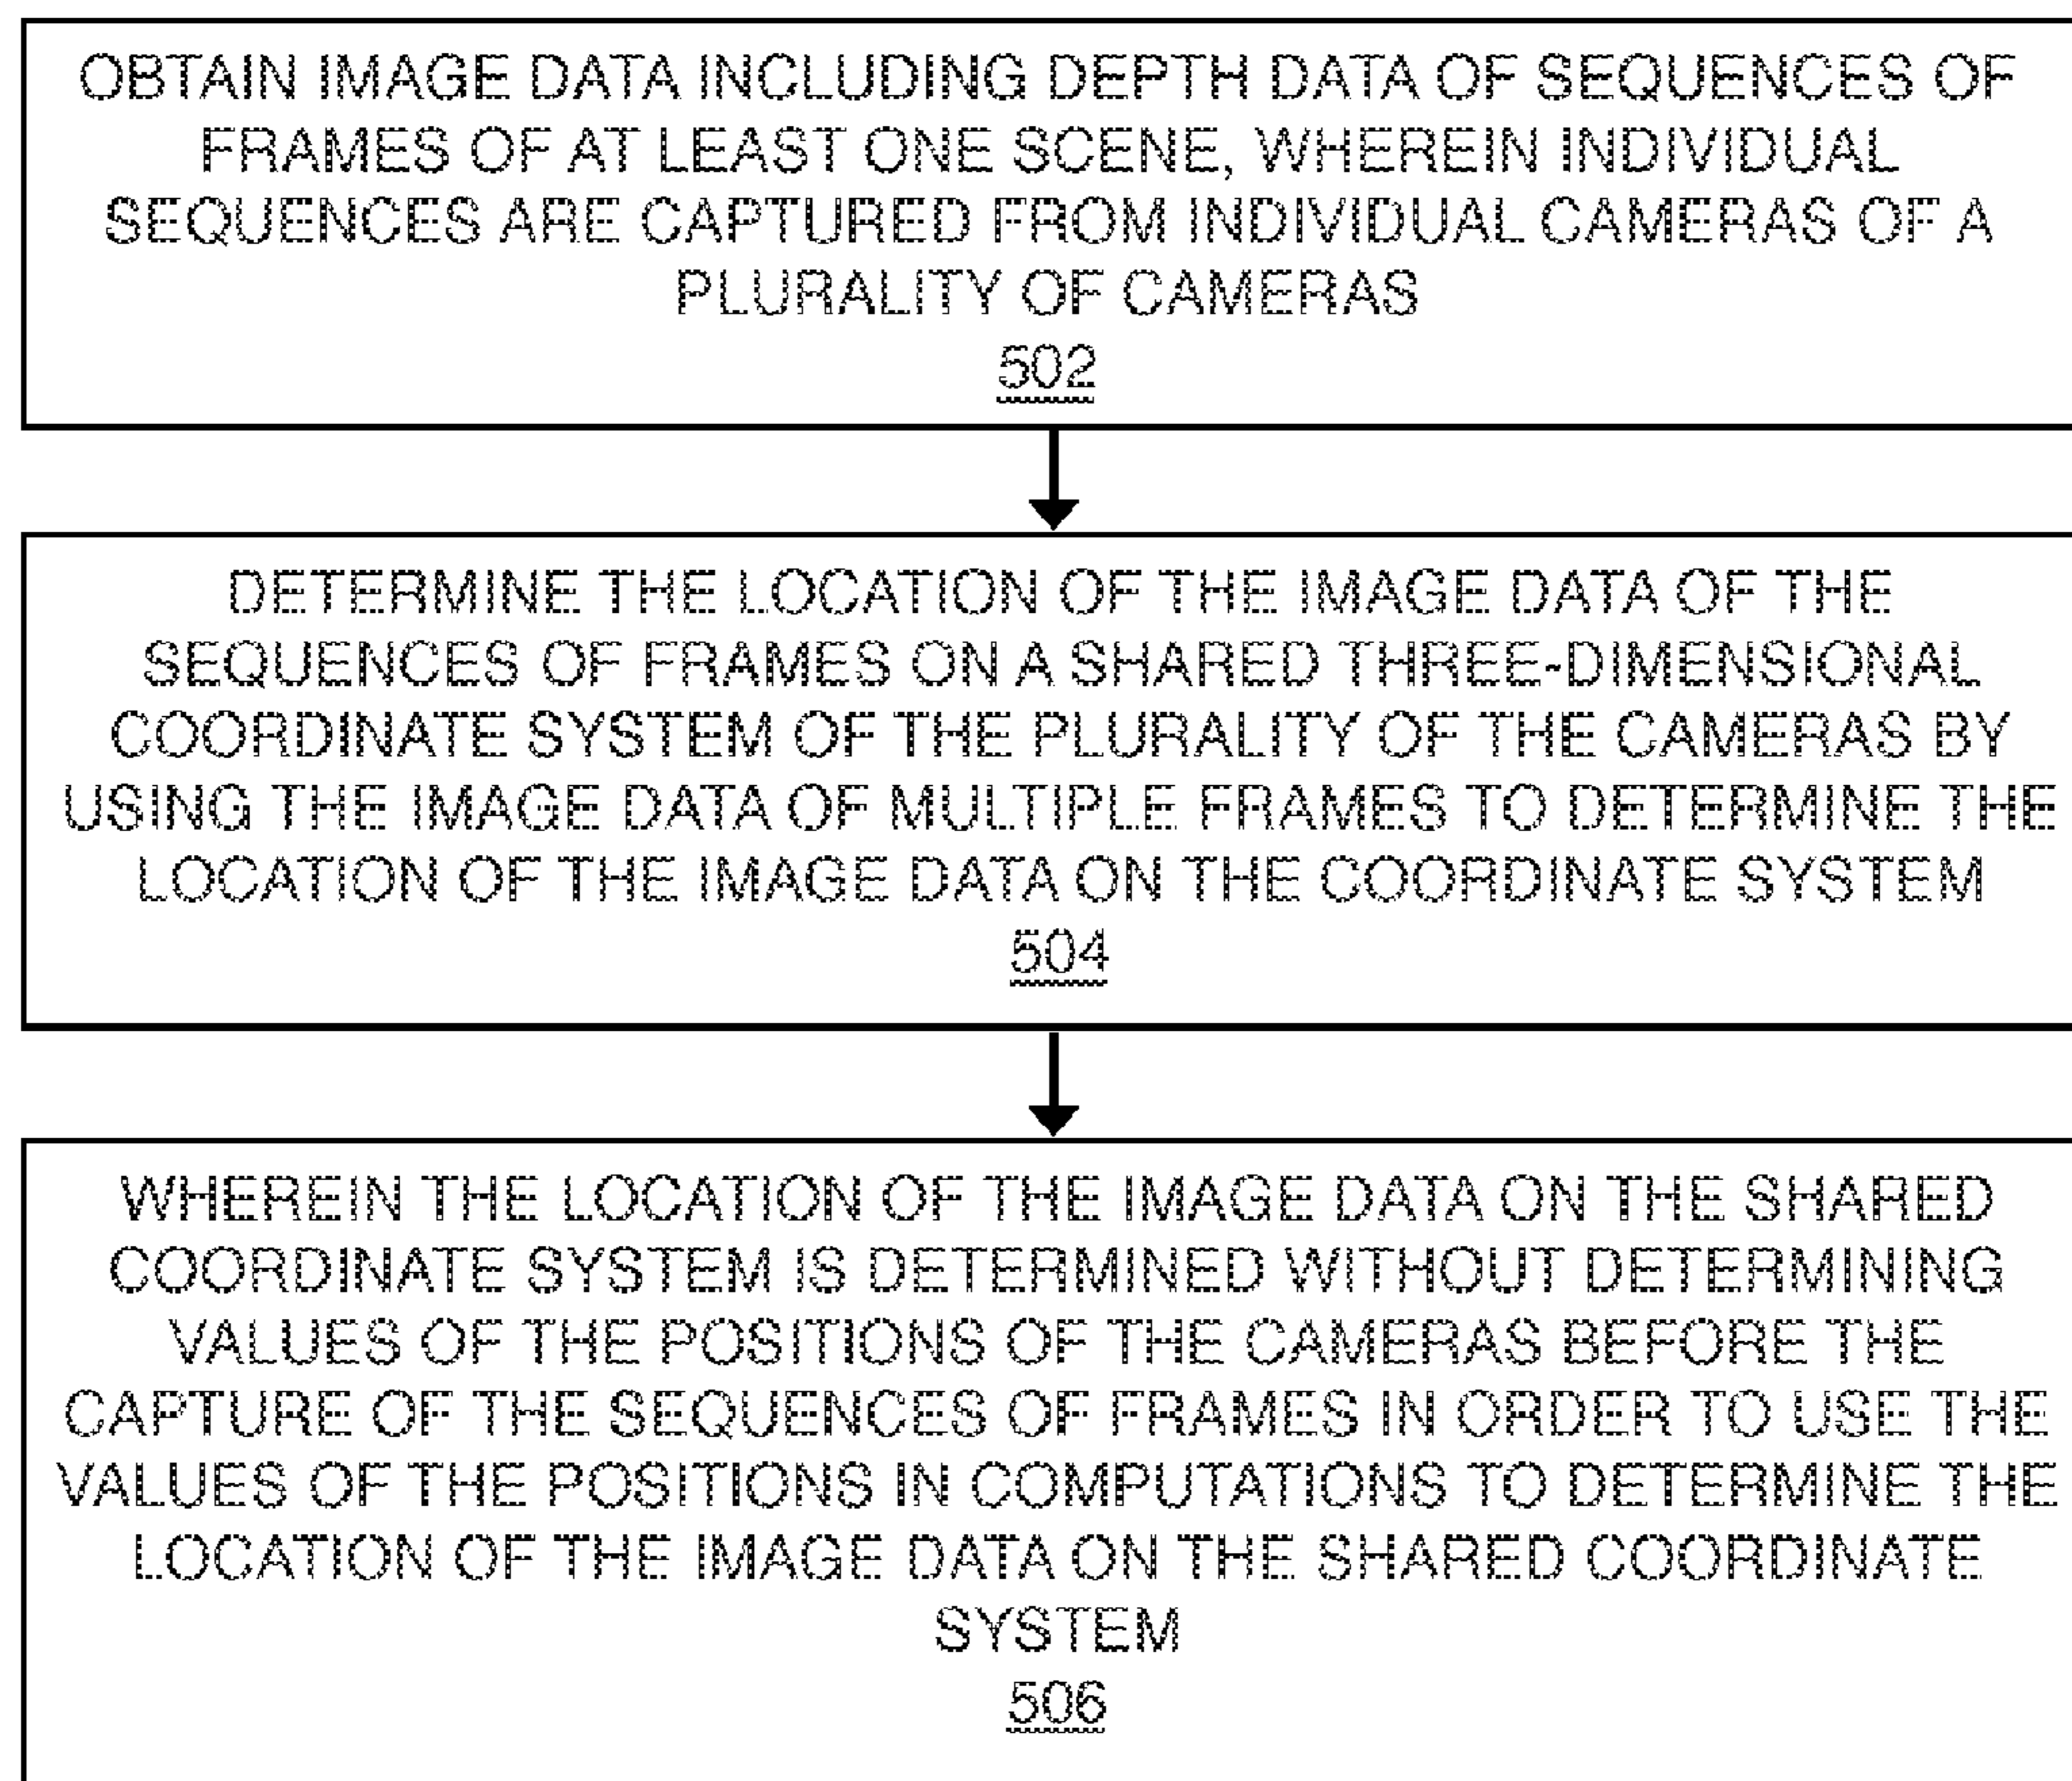 OBTAIN IMAGE DATA INCLUDING DEPTH DATA OF SEQUENCES OF
FRAMES OF AT LEAST ONE SCENE, WHEREIN INDIVIDUAL
SEQUENCES ARE CAPTURED FROM INDIVIDUAL CAMERAS OF A
PLURALITY OF CAMERAS
502
DETERMINE THE LOCATION OF THE IMAGE DATA OF THE
SEQUENCES OF FRAMES ON A SHARED THREE-DIMENSIONAL
COORDINATE SYSTEM OF THE PLURALITY OF THE CAMERAS BY
USING THE IMAGE DATA OF MULTIPLE FRAMES TO DETERMINE THE
LOCATION OF THE IMAGE DATA ON THE COORDINATE SYSTEM
504
WHEREIN THE LOCATION OF THE IMAGE DATA ON THE SHARED
COORDINATE SYSTEM IS DETERMINED WITHOUT DETERMINING
VALUES OF THE POSITIONS OF THE CAMERAS BEFORE THE
CAPTURE OF THE SEQUENCES OF FRAMES IN ORDER TO USE THE
VALUES OF THE POSITIONS IN COMPUTATIONS TO DETERMINE THE
LOCATION OF THE IMAGE DATA ON THE SHARED COORDINATE
SYSTEM
506